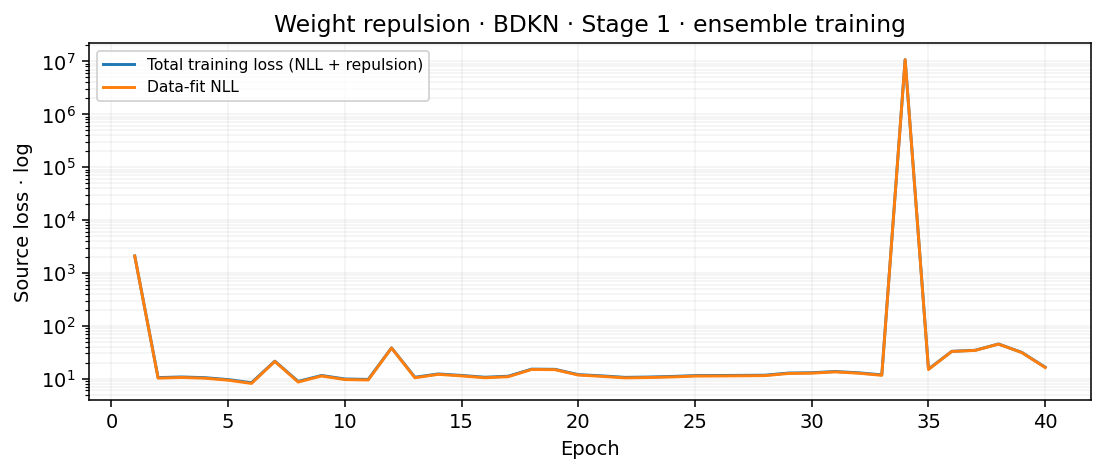 Weight repulsion · BDKN · Stage 1 · ensemble training
Total training loss (NLL + repulsion)
Data-fit NLL
Source loss · log
10⁷
10⁶
10⁵
10⁴
10³
10²
10¹
0 5 10 15 20 25 30 35 40
Epoch